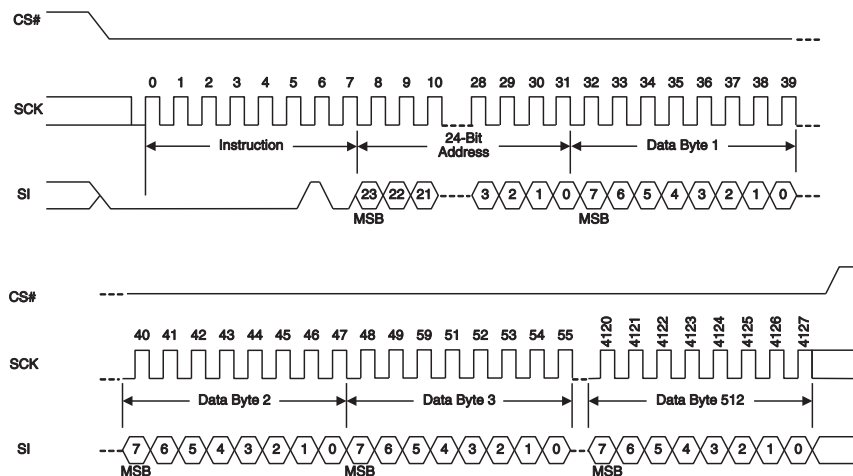 CS#
0 1 2 3 4 5 6 7 8 9 10 28 29 30 31 32 33 34 35 36 37 38 39
SCK
Instruction 24-Bit Address Data Byte 1
SI
23 22 21 3 2 1 0 7 6 5 4 3 2 1 0
MSB MSB
CS#
40 41 42 43 44 45 46 47 48 49 59 51 52 53 54 55 4120 4121 4122 4123 4124 4125 4126 4127
SCK
Data Byte 2 Data Byte 3 Data Byte 512
SI
7 6 5 4 3 2 1 0 7 6 5 4 3 2 1 0 7 6 5 4 3 2 1 0
MSB MSB MSB